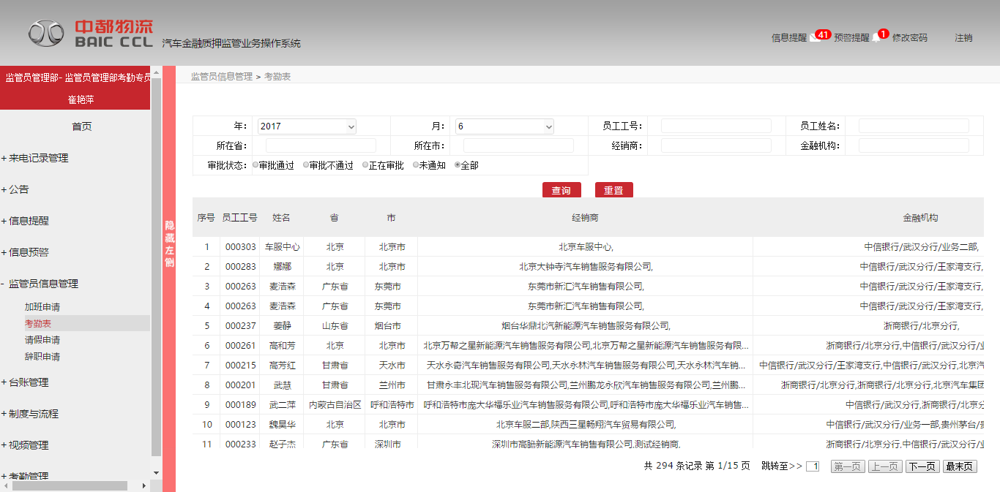 中都物流
BAIC CCL 汽车金融质押监管业务操作系统
信息提醒 41 预警提醒 1 修改密码 注销
监管员管理部- 监管员管理部考勤专员
崔艳萍
首页
+ 来电记录管理
+ 公告
+ 信息提醒
+ 信息预警
- 监管员信息管理
加班申请
考勤表
请假申请
辞职申请
+ 台账管理
+ 制度与流程
+ 视频管理
+ 考勤管理
隐藏左侧
监管员信息管理 > 考勤表
年: 2017 月: 6 员工工号: 员工姓名:
所在省: 所在市: 经销商: 金融机构:
审批状态: 审批通过 审批不通过 正在审批 未通知 全部
查询 重置
序号 员工工号 姓名 省 市 经销商 金融机构
1 000303 车服中心 北京 北京市 北京车服中心, 中信银行/武汉分行/业务二部,
2 000283 娜娜 北京 北京市 北京大钟寺汽车销售服务有限公司, 中信银行/武汉分行/王家湾支行,
3 000263 麦浩森 广东省 东莞市 东莞市新汇汽车销售有限公司, 中信银行/武汉分行/王家湾支行,
4 000263 麦浩森 广东省 东莞市 东莞市新汇汽车销售有限公司, 中信银行/武汉分行/王家湾支行,
5 000237 姜静 山东省 烟台市 烟台华鼎北汽新能源汽车销售服务有限公司, 浙商银行/北京分行,
6 000261 高和芳 北京 北京市 北京万帮之星新能源汽车销售服务有限公司,北京万帮之星新能源汽车销售服务有限... 浙商银行/北京分行,中信银行/武汉分行/业
7 000215 高芳红 甘肃省 天水市 天水永奇汽车销售服务有限公司,天水永林汽车销售服务有限公司,天水永林汽车销... 中信银行/武汉分行/王家湾支行,中信银行/武汉分行,北京汽
8 000201 武慧 甘肃省 兰州市 甘肃永丰北现汽车销售服务有限公司,兰州鹏龙永欣汽车销售服务有限公司,兰州鹏... 浙商银行/北京分行,浙商银行/北京分行,北京汽车集团
9 000189 武二萍 内蒙古自治区 呼和浩特市 呼和浩特市庞大华福乐业汽车销售服务有限公司,呼和浩特市庞大华福乐业汽车销售... 中信银行/武汉分行,浙商银行/北京分
10 000123 魏昊华 北京 北京市 北京车服二部,陕西三星畅翔汽车贸易有限公司, 中信银行/武汉分行/业务一部,贵州茅台/贵
11 000233 赵子杰 广东省 深圳市 深圳市高脆新能源汽车销售有限公司,测试经销商, 浙商银行/北京分行,中信银行/武汉分行/业
共 294 条记录 第 1/15 页 跳转至>> 1 第一页 上一页 下一页 最末页